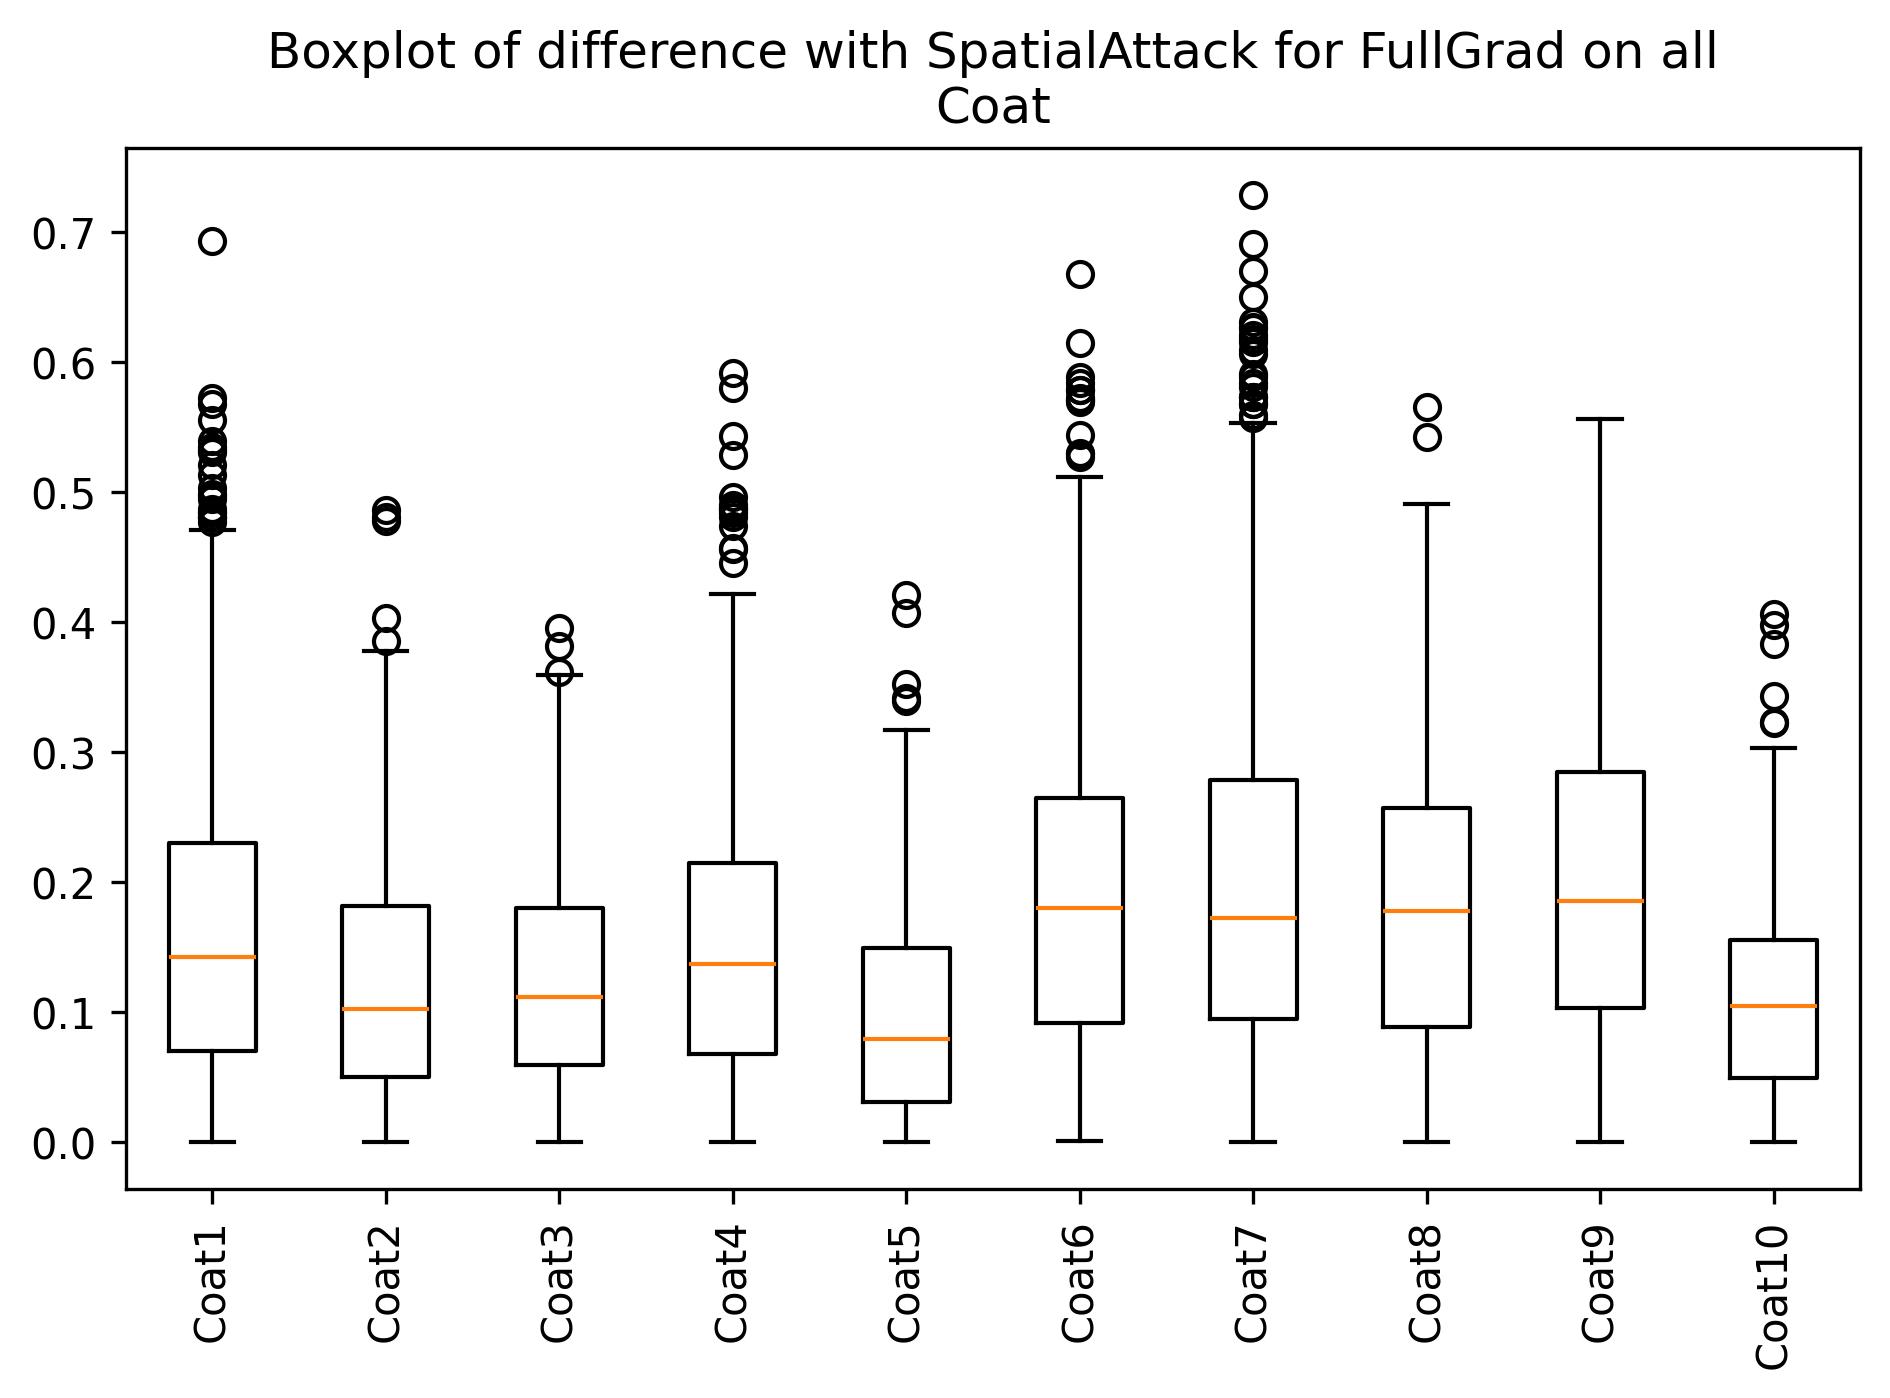 Boxplot of difference with SpatialAttack for FullGrad on all
Coat
0.7
0.6
0.5
0.4
0.3
0.2
0.1
0.0
Coat1
Coat2
Coat3
Coat4
Coat5
Coat6
Coat7
Coat8
Coat9
Coat10